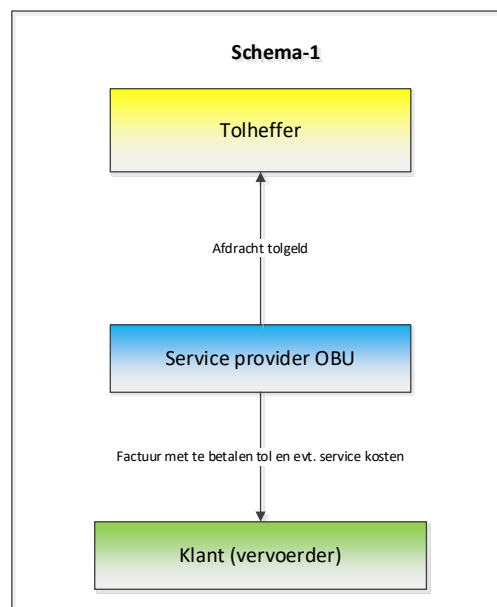 Schema-1
Tolheffer
Afdracht tolgeld
Service provider OBU
Factuur met te betalen tol en evt. service kosten
Klant (vervoerder)